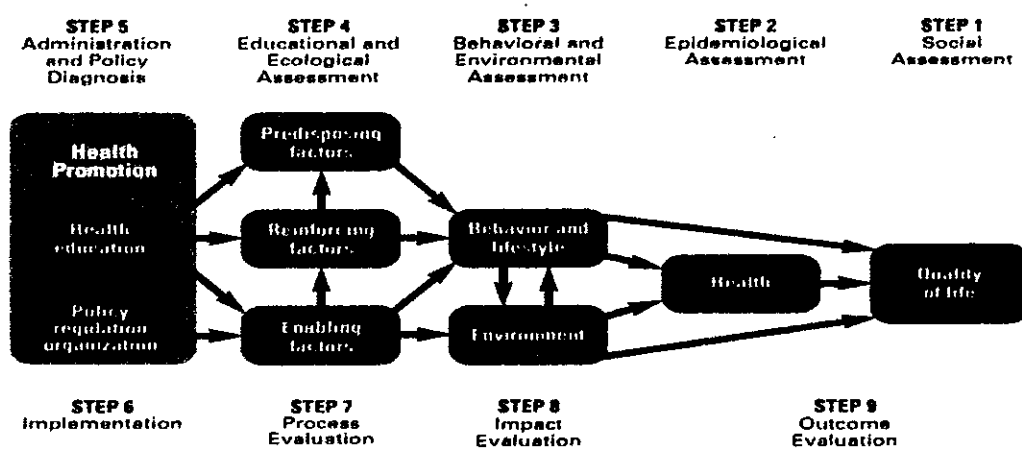 STEP 5
Administration
and Policy
Diagnosis
STEP 4
Educational and
Ecological
Assessment
STEP 3
Behavioral and
Environmental
Assessment
STEP 2
Epidemiological
Assessment
STEP 1
Social
Assessment
Health
Promotion
Health
education
Policy
regulation
organization
Predisposing
factors
Reinforcing
factors
Enabling
factors
Behavior and
lifestyle
Environment
Health
Quality
of life
STEP 6
Implementation
STEP 7
Process
Evaluation
STEP 8
Impact
Evaluation
STEP 9
Outcome
Evaluation